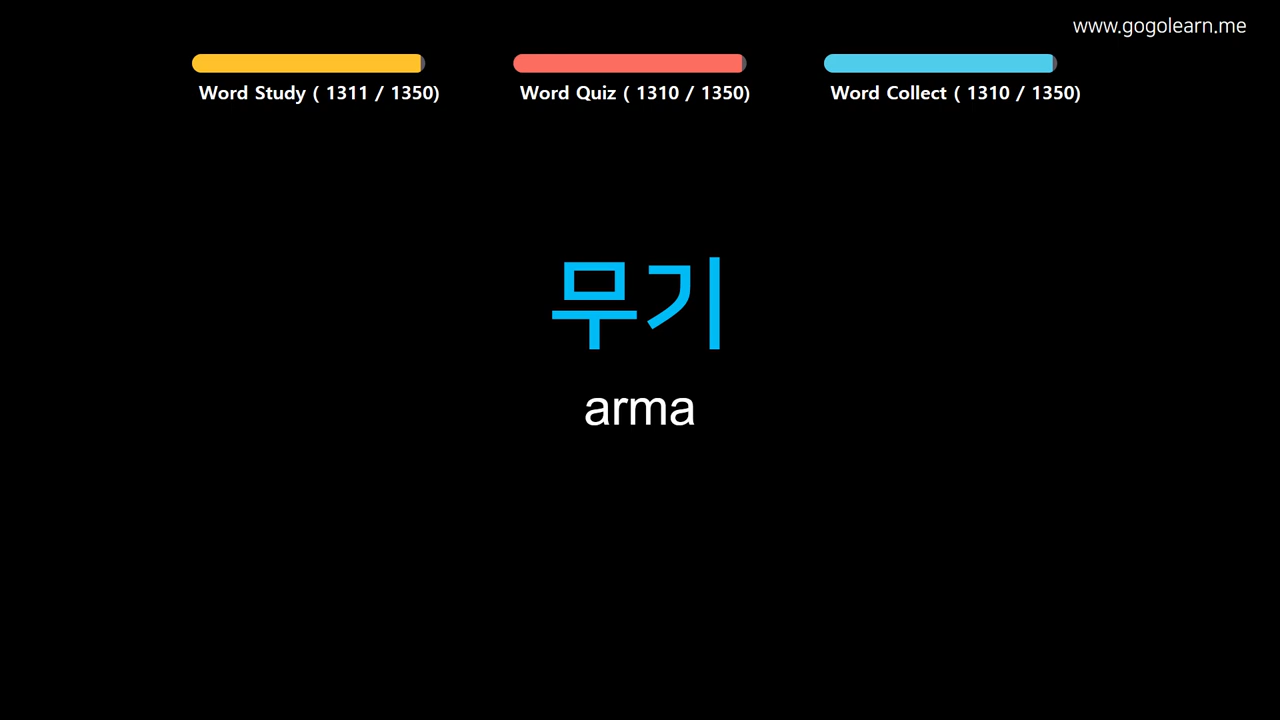 www.gogolearn.me
Word Study ( 1311 / 1350)
Word Quiz ( 1310 / 1350)
Word Collect ( 1310 / 1350)
무기
arma